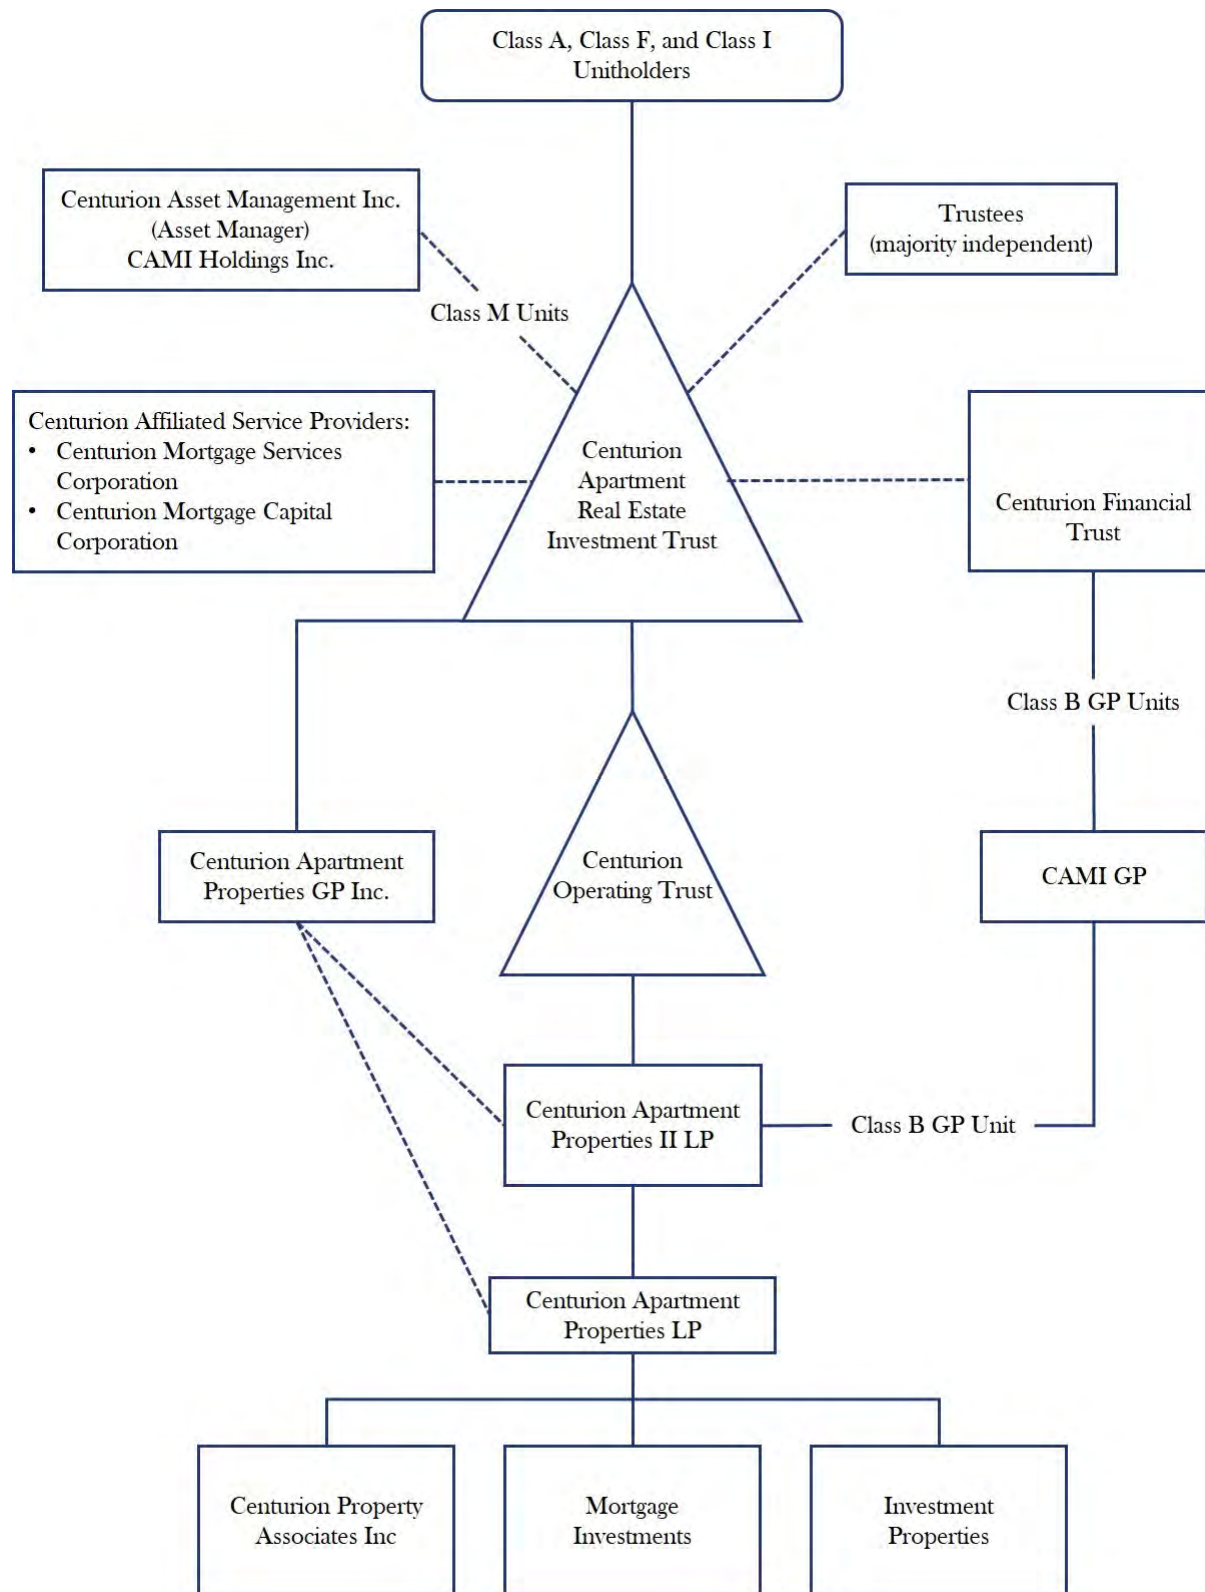 Class A, Class F, and Class I
Unitholders
Centurion Asset Management Inc.
(Asset Manager)
CAMI Holdings Inc.
Trustees
(majority independent)
Class M Units
Centurion Affiliated Service Providers:
• Centurion Mortgage Services
Corporation
• Centurion Mortgage Capital
Corporation
Centurion
Apartment
Real Estate
Investment Trust
Centurion Financial
Trust
Class B GP Units
Centurion Apartment
Properties GP Inc.
Centurion
Operating Trust
CAMI GP
Centurion Apartment
Properties II LP
Class B GP Unit
Centurion Apartment
Properties LP
Centurion Property
Associates Inc
Mortgage
Investments
Investment
Properties